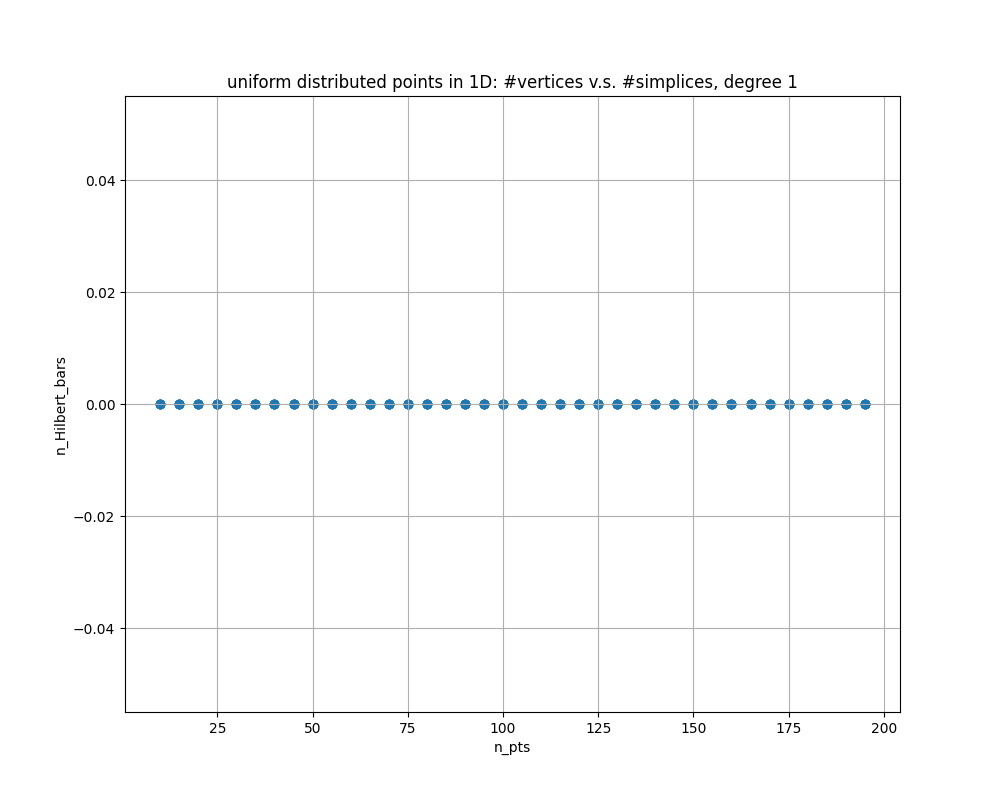 uniform distributed points in 1D: #vertices v.s. #simplices, degree 1
0.04
0.02
0.00
−0.02
−0.04
n_Hilbert_bars
25 50 75 100 125 150 175 200
n_pts